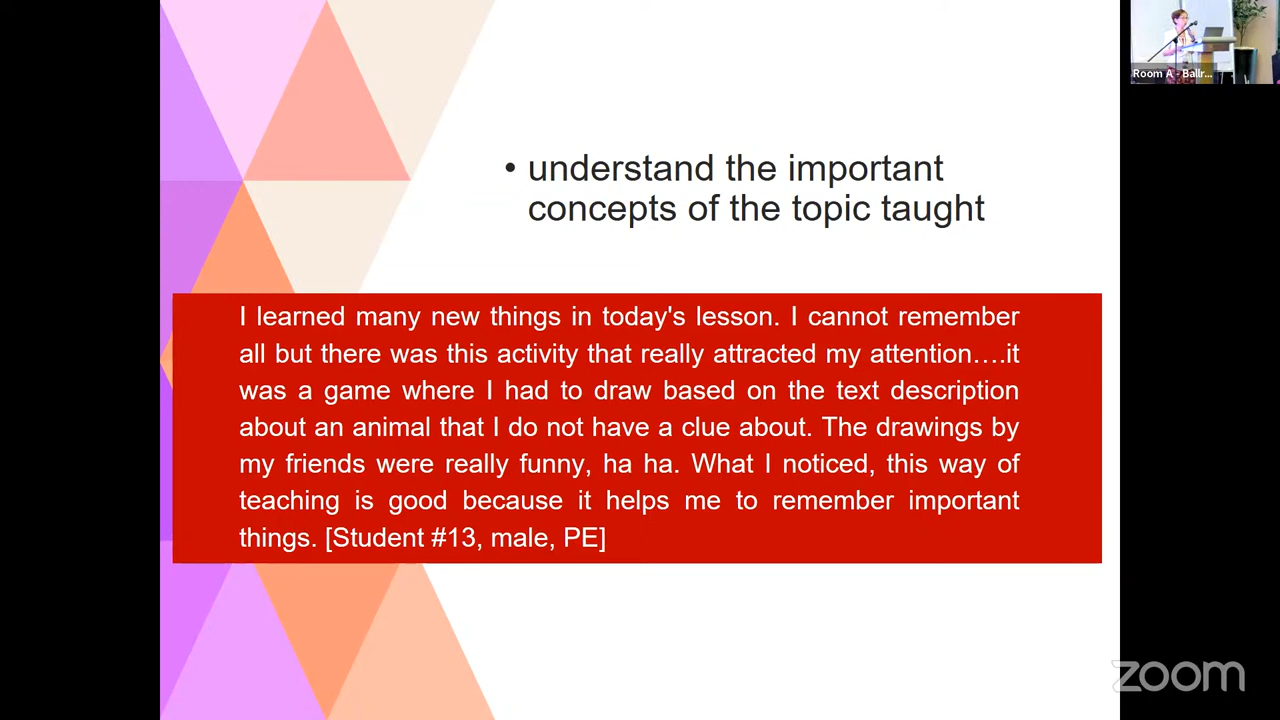 • understand the important
concepts of the topic taught
I learned many new things in today's lesson. I cannot remember
all but there was this activity that really attracted my attention….it
was a game where I had to draw based on the text description
about an animal that I do not have a clue about. The drawings by
my friends were really funny, ha ha. What I noticed, this way of
teaching is good because it helps me to remember important
things. [Student #13, male, PE]
Room A - Ballr...
zoom